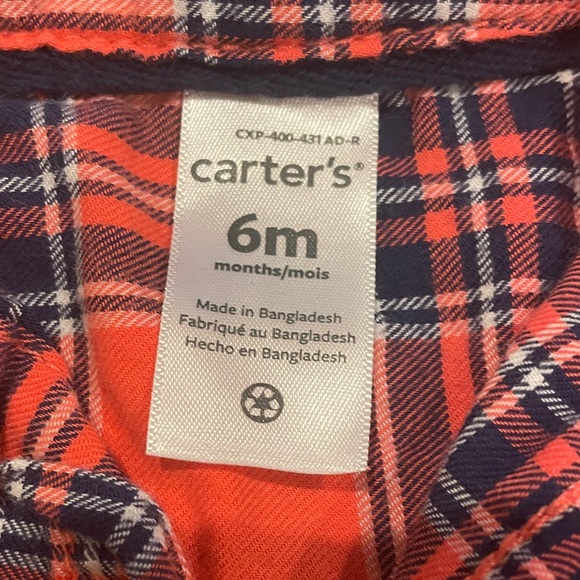 CXP-400-431 AD-R
carter's®
6m
months/mois
Made in Bangladesh
Fabriqué au Bangladesh
Hecho en Bangladesh